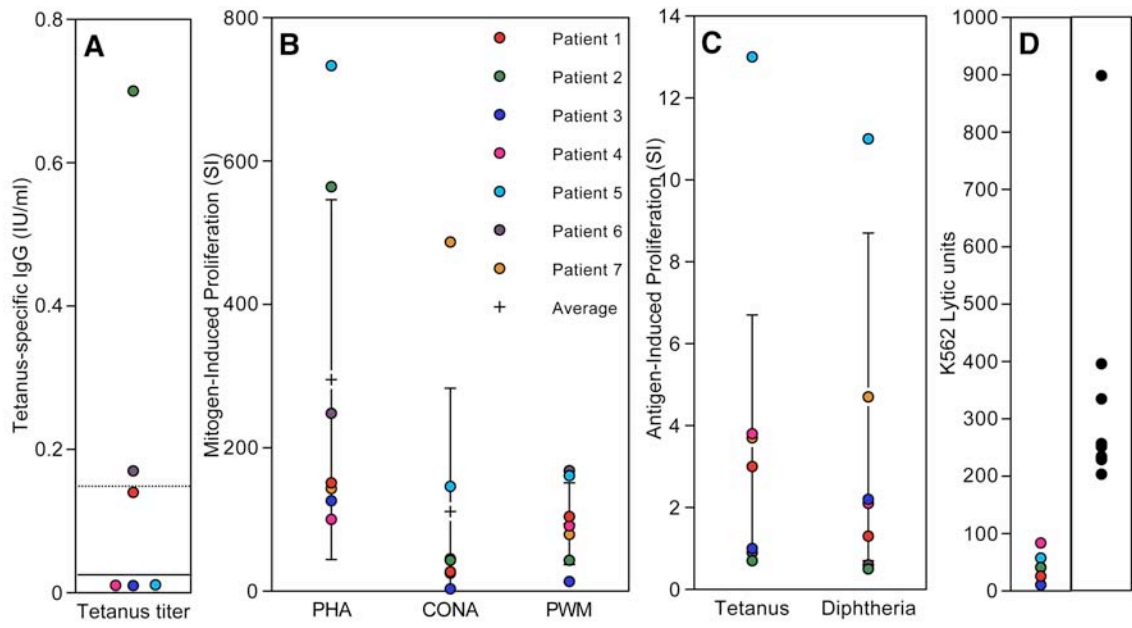 A
Tetanus-specific IgG (IU/ml)
0.8
0.6
0.4
0.2
0
Tetanus titer
B
Mitogen-Induced Proliferation (SI)
800
600
400
200
0
PHA
CONA
PWM
Patient 1
Patient 2
Patient 3
Patient 4
Patient 5
Patient 6
Patient 7
Average
C
Antigen-Induced Proliferation (SI)
14
12
10
8
6
4
2
0
Tetanus
Diphtheria
D
K562 Lytic units
1000
900
800
700
600
500
400
300
200
100
0